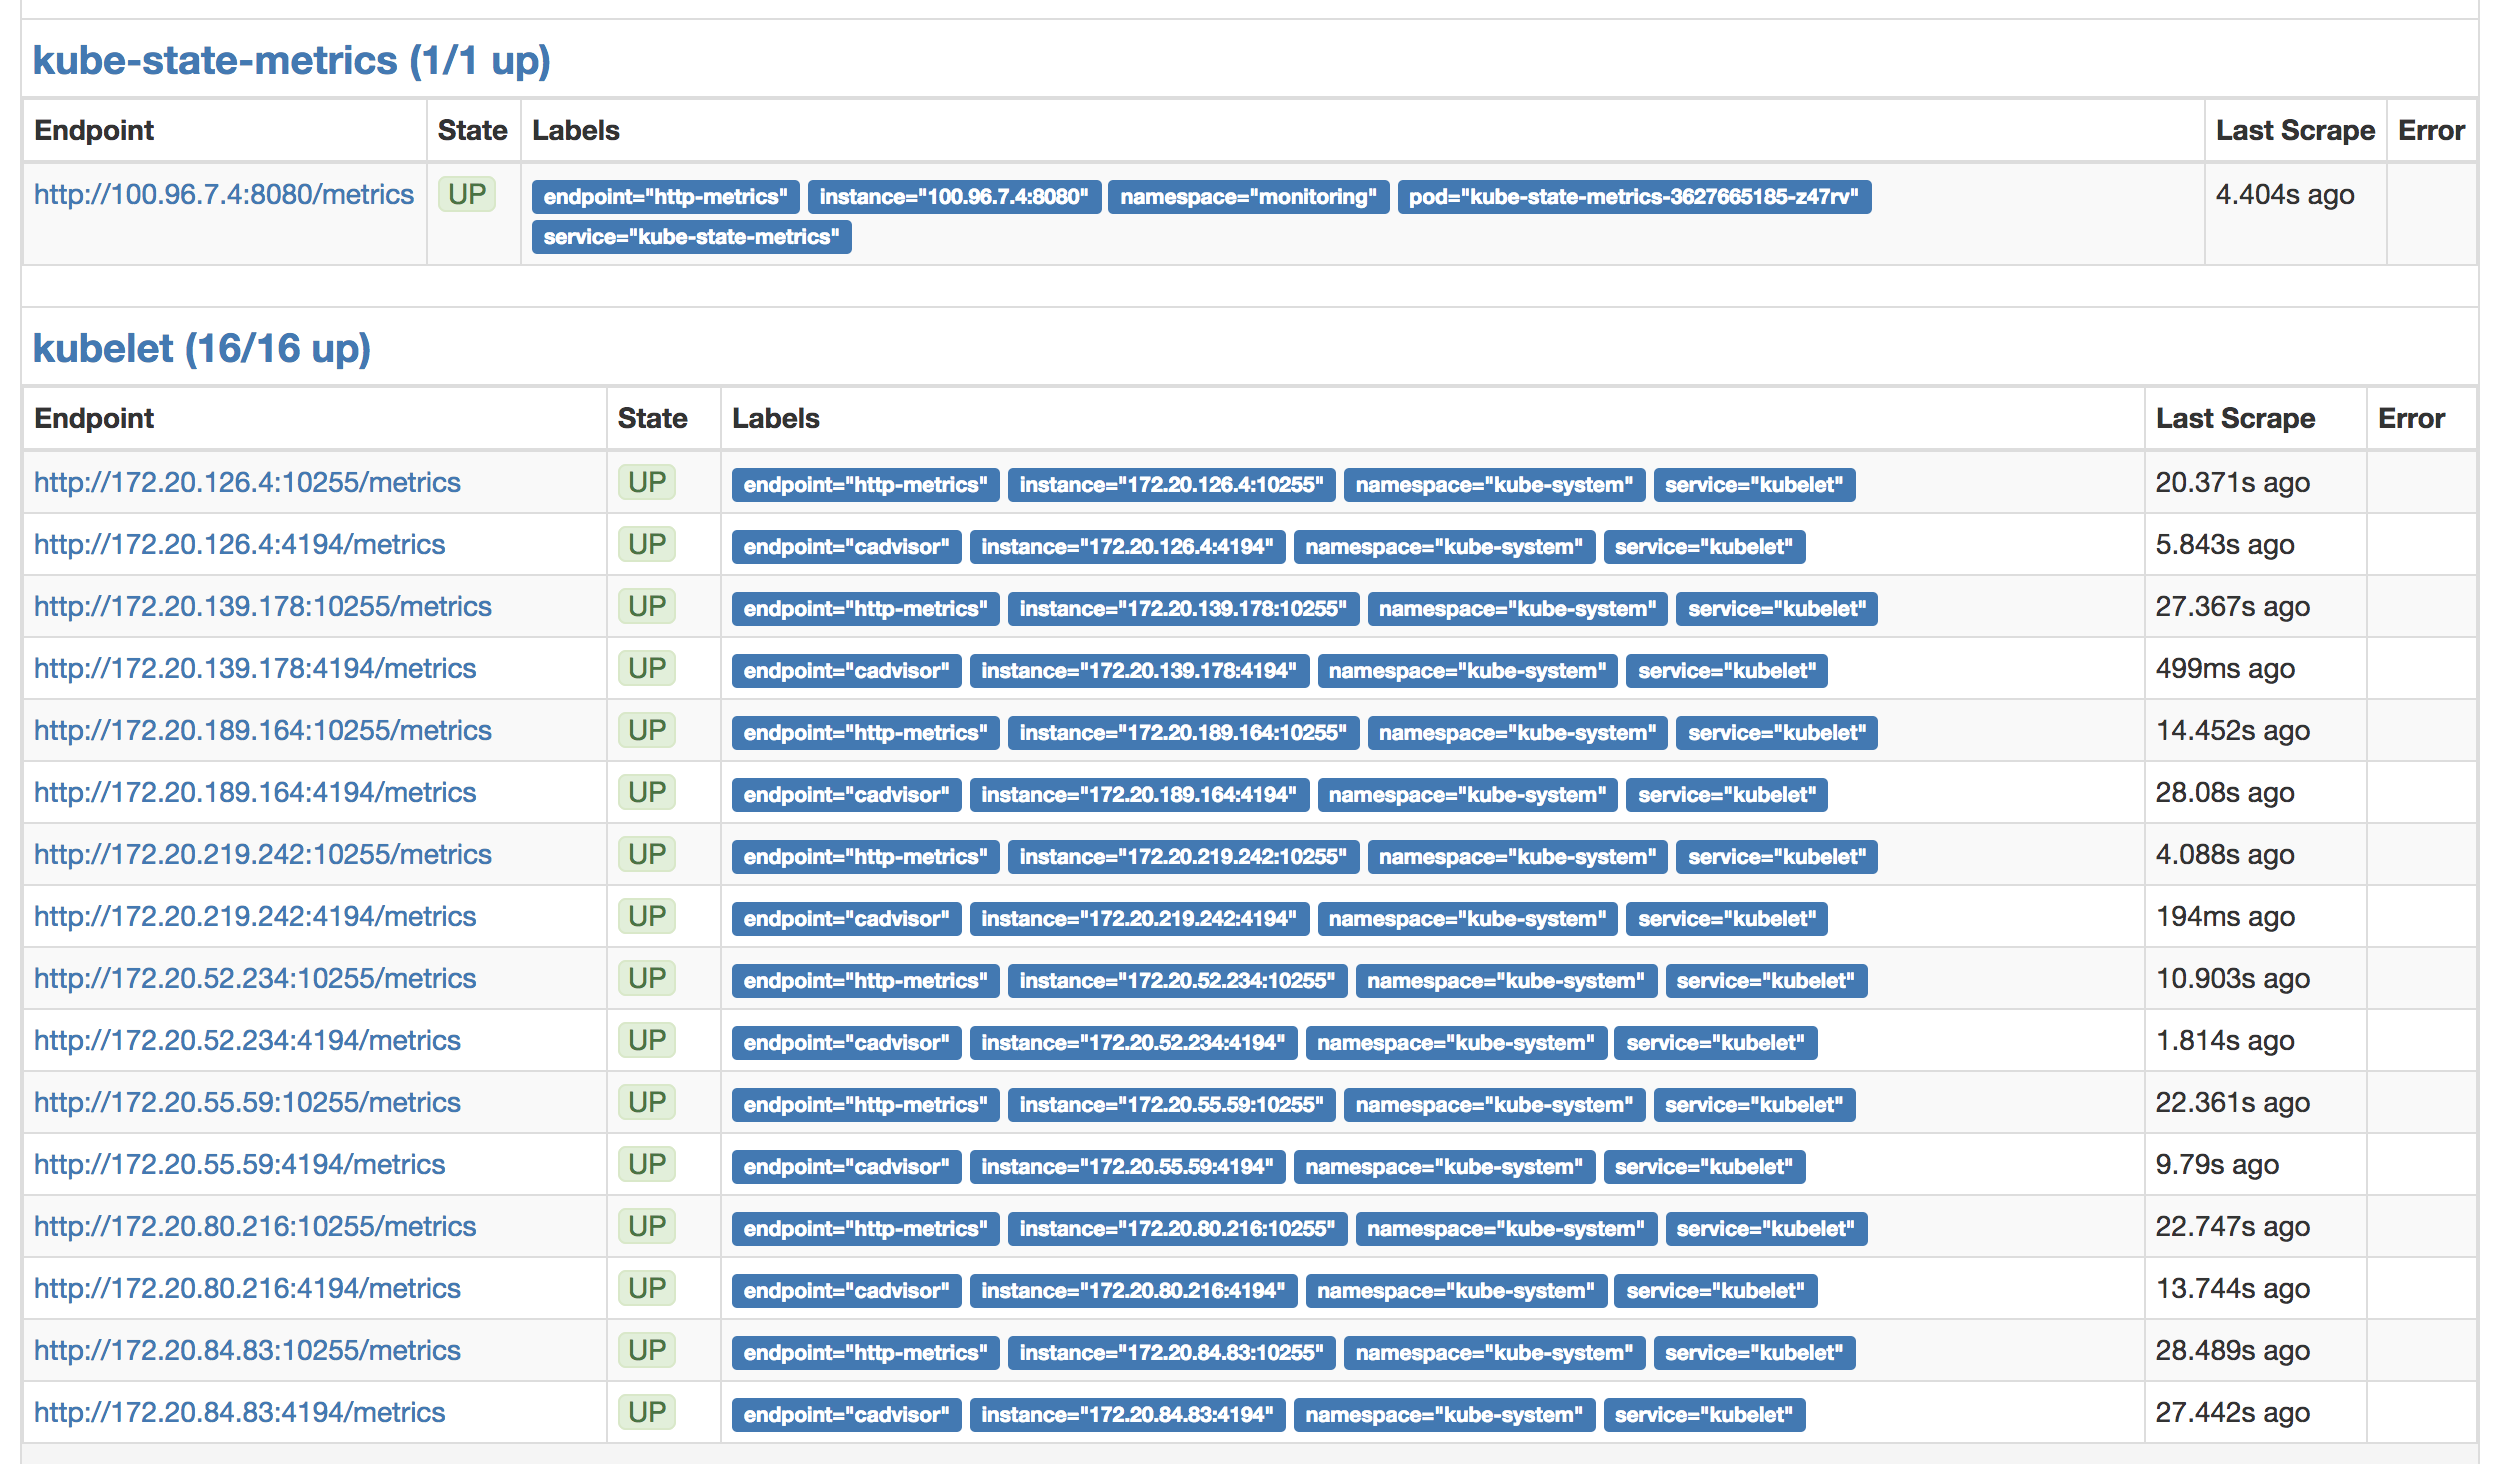 kube-state-metrics (1/1 up)
Endpoint State Labels Last Scrape Error
http://100.96.7.4:8080/metrics UP endpoint="http-metrics" instance="100.96.7.4:8080" namespace="monitoring" pod="kube-state-metrics-3627665185-z47rv" 4.404s ago
service="kube-state-metrics"
kubelet (16/16 up)
Endpoint State Labels Last Scrape Error
http://172.20.126.4:10255/metrics UP endpoint="http-metrics" instance="172.20.126.4:10255" namespace="kube-system" service="kubelet" 20.371s ago
http://172.20.126.4:4194/metrics UP endpoint="cadvisor" instance="172.20.126.4:4194" namespace="kube-system" service="kubelet" 5.843s ago
http://172.20.139.178:10255/metrics UP endpoint="http-metrics" instance="172.20.139.178:10255" namespace="kube-system" service="kubelet" 27.367s ago
http://172.20.139.178:4194/metrics UP endpoint="cadvisor" instance="172.20.139.178:4194" namespace="kube-system" service="kubelet" 499ms ago
http://172.20.189.164:10255/metrics UP endpoint="http-metrics" instance="172.20.189.164:10255" namespace="kube-system" service="kubelet" 14.452s ago
http://172.20.189.164:4194/metrics UP endpoint="cadvisor" instance="172.20.189.164:4194" namespace="kube-system" service="kubelet" 28.08s ago
http://172.20.219.242:10255/metrics UP endpoint="http-metrics" instance="172.20.219.242:10255" namespace="kube-system" service="kubelet" 4.088s ago
http://172.20.219.242:4194/metrics UP endpoint="cadvisor" instance="172.20.219.242:4194" namespace="kube-system" service="kubelet" 194ms ago
http://172.20.52.234:10255/metrics UP endpoint="http-metrics" instance="172.20.52.234:10255" namespace="kube-system" service="kubelet" 10.903s ago
http://172.20.52.234:4194/metrics UP endpoint="cadvisor" instance="172.20.52.234:4194" namespace="kube-system" service="kubelet" 1.814s ago
http://172.20.55.59:10255/metrics UP endpoint="http-metrics" instance="172.20.55.59:10255" namespace="kube-system" service="kubelet" 22.361s ago
http://172.20.55.59:4194/metrics UP endpoint="cadvisor" instance="172.20.55.59:4194" namespace="kube-system" service="kubelet" 9.79s ago
http://172.20.80.216:10255/metrics UP endpoint="http-metrics" instance="172.20.80.216:10255" namespace="kube-system" service="kubelet" 22.747s ago
http://172.20.80.216:4194/metrics UP endpoint="cadvisor" instance="172.20.80.216:4194" namespace="kube-system" service="kubelet" 13.744s ago
http://172.20.84.83:10255/metrics UP endpoint="http-metrics" instance="172.20.84.83:10255" namespace="kube-system" service="kubelet" 28.489s ago
http://172.20.84.83:4194/metrics UP endpoint="cadvisor" instance="172.20.84.83:4194" namespace="kube-system" service="kubelet" 27.442s ago